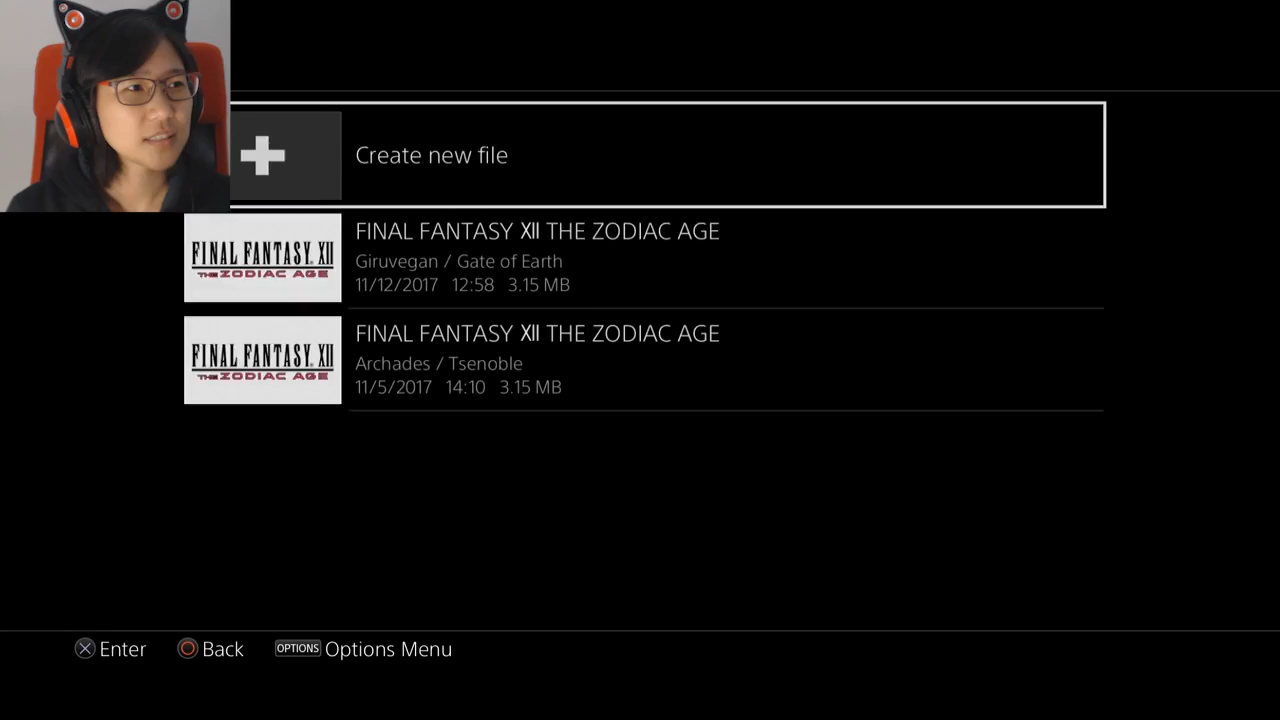 Create new file
FINAL FANTASY XII THE ZODIAC AGE
Giruvegan / Gate of Earth
11/12/2017 12:58 3.15 MB
FINAL FANTASY XII
THE ZODIAC AGE
FINAL FANTASY XII THE ZODIAC AGE
Archades / Tsenoble
11/5/2017 14:10 3.15 MB
FINAL FANTASY XII
THE ZODIAC AGE
Enter Back OPTIONS Options Menu